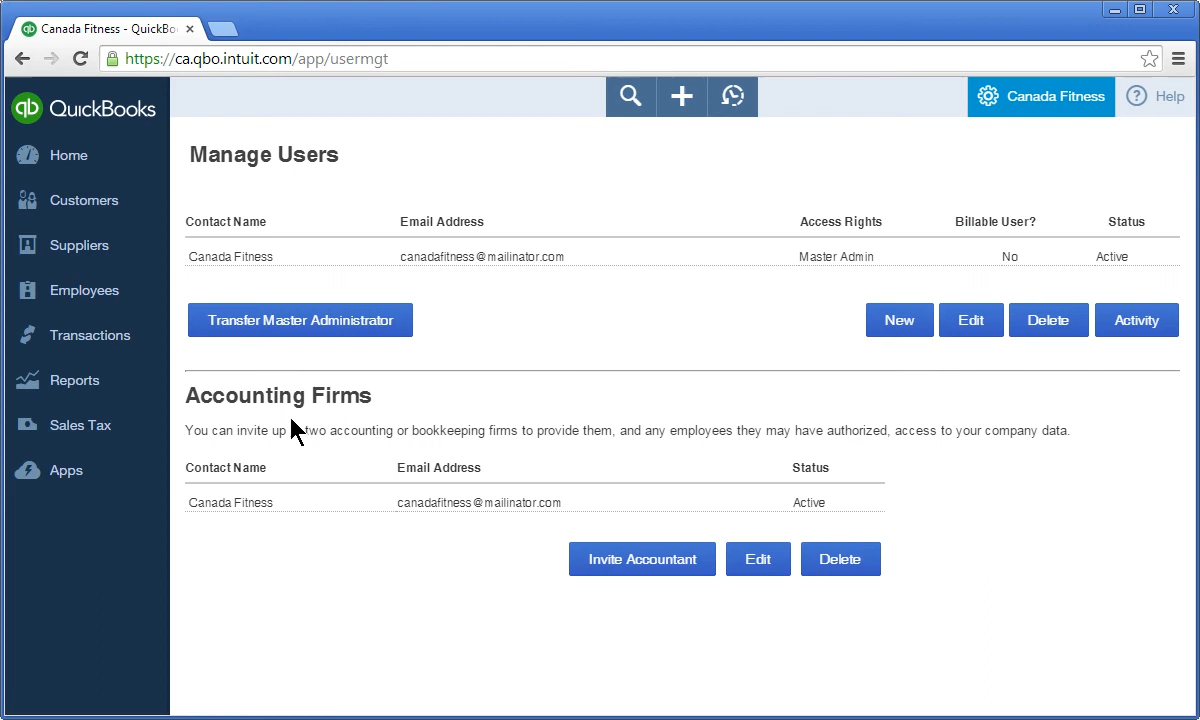 Canada Fitness - QuickBo
https://ca.qbo.intuit.com/app/usermgt
qb QuickBooks
Canada Fitness
Help
Home
Customers
Suppliers
Employees
Transactions
Reports
Sales Tax
Apps
Manage Users
Contact Name Email Address Access Rights Billable User? Status
Canada Fitness canadafitness@mailinator.com Master Admin No Active
Transfer Master Administrator New Edit Delete Activity
Accounting Firms
You can invite up two accounting or bookkeeping firms to provide them, and any employees they may have authorized, access to your company data.
Contact Name Email Address Status
Canada Fitness canadafitness@mailinator.com Active
Invite Accountant Edit Delete